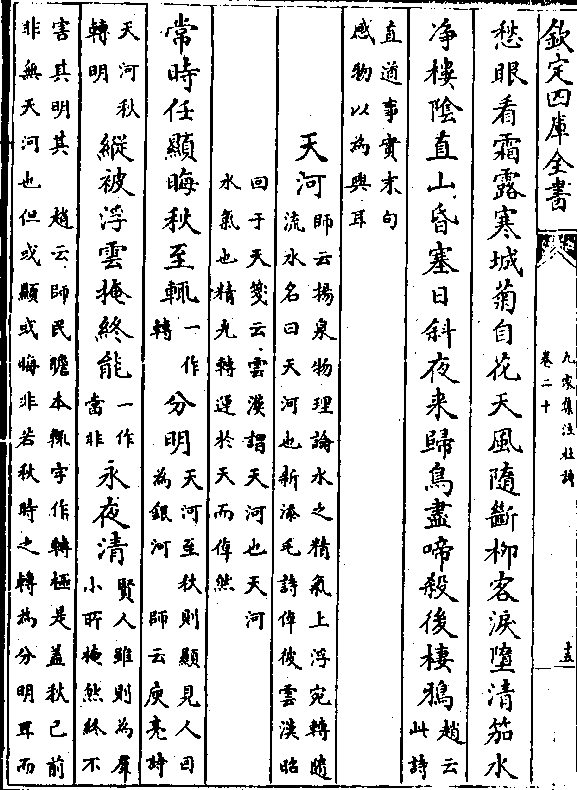 欽定四庫全書
九家集注杜詩
卷二十
十五
愁眼看霜露寒城菊自花天風隨斷柳客淚墮清笳水
净樓陰直山昏塞日斜夜来歸鳥盡啼殺後棲鴉
趙云
此詩
直道事實末句
感物以為興耳
天河
師云楊泉物理論水之精氣上浮宛轉隨
流水名曰天河也新添毛詩倬彼雲漢昭
回于天箋云雲漢謂天河也天河
水氣也精光轉運於天而倬然
常時任顯晦秋至輒
一作
轉
分明
天河至秋則顯見人目
為銀河 師云庾亮詩
天河秋
轉明
縱被浮雲掩終能
一作
當非
永夜清
賢人雖則為羣
小所掩然終不
害其明其 趙云師民瞻本輒字作轉極是蓋秋已前
非無天河也但或顯或晦非若秋時之轉為分明耳而